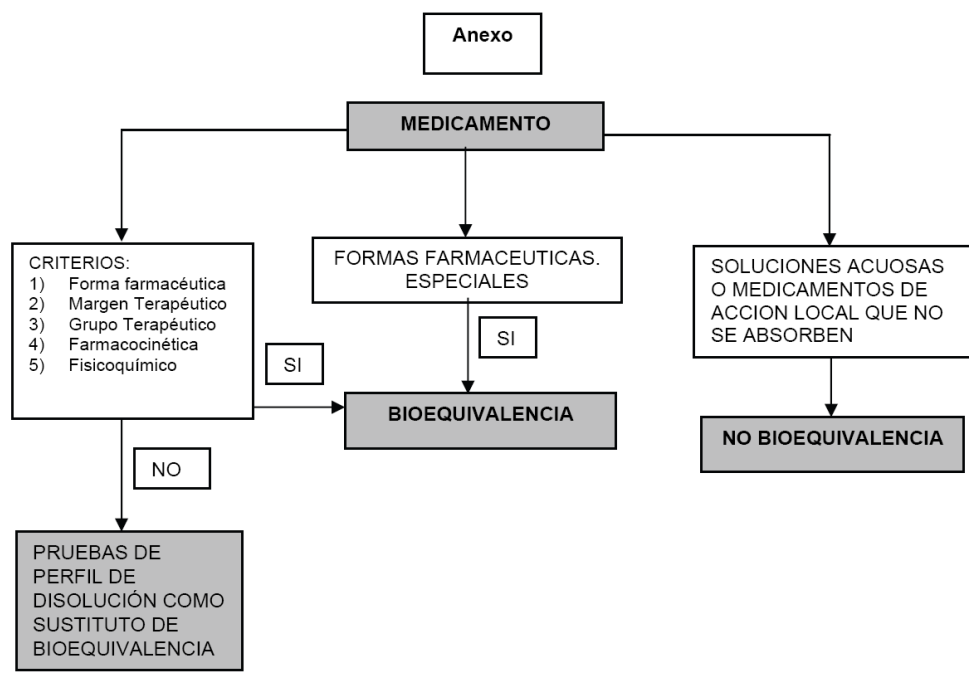 Anexo
MEDICAMENTO
CRITERIOS:
1) Forma farmacéutica
2) Margen Terapéutico
3) Grupo Terapéutico
4) Farmacocinética
5) Fisicoquímico
SI
NO
PRUEBAS DE
PERFIL DE
DISOLUCIÓN COMO
SUSTITUTO DE
BIOEQUIVALENCIA
FORMAS FARMACEUTICAS.
ESPECIALES
SI
BIOEQUIVALENCIA
SOLUCIONES ACUOSAS
O MEDICAMENTOS DE
ACCION LOCAL QUE NO
SE ABSORBEN
NO BIOEQUIVALENCIA